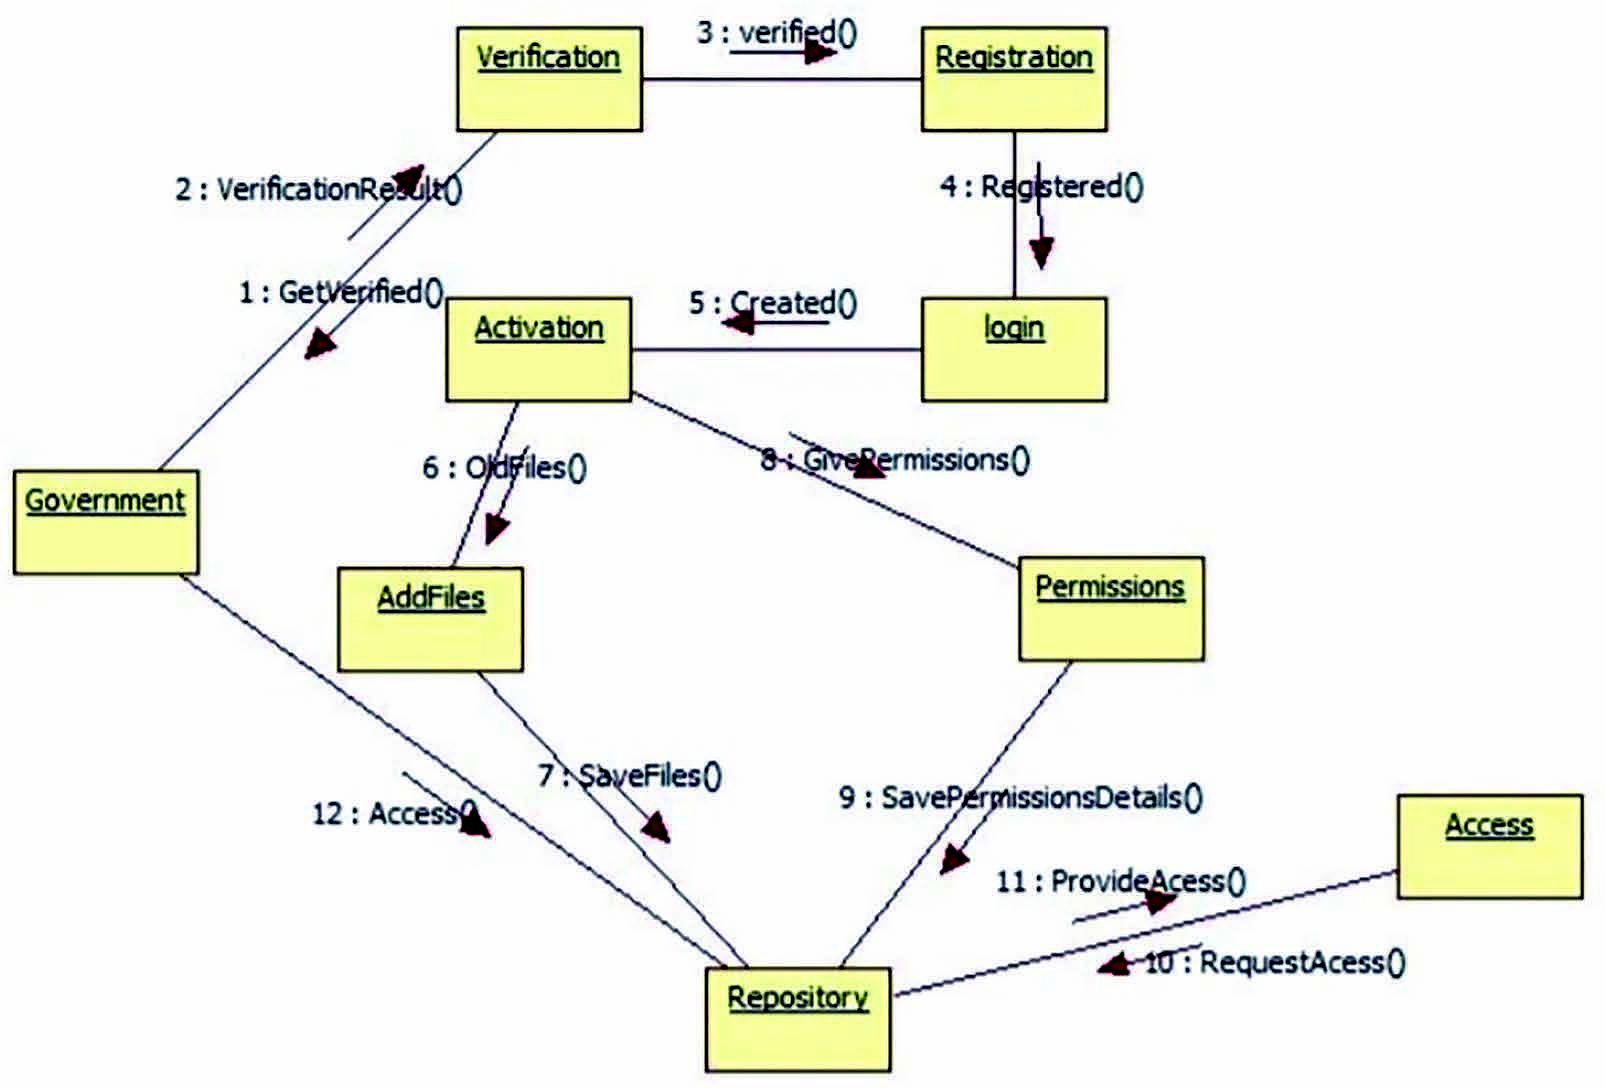 3 : verified()
Verification
Registration
2 : VerificationResult()
4 : Registered()
1 : GetVerified()
5 : Created()
Activation
login
6 : OldFiles()
8 : GivePermissions()
Government
AddFiles
Permissions
7 : SaveFiles()
12 : Access()
9 : SavePermissionsDetails()
Access
11 : ProvideAcess()
10 : RequestAcess()
Repository